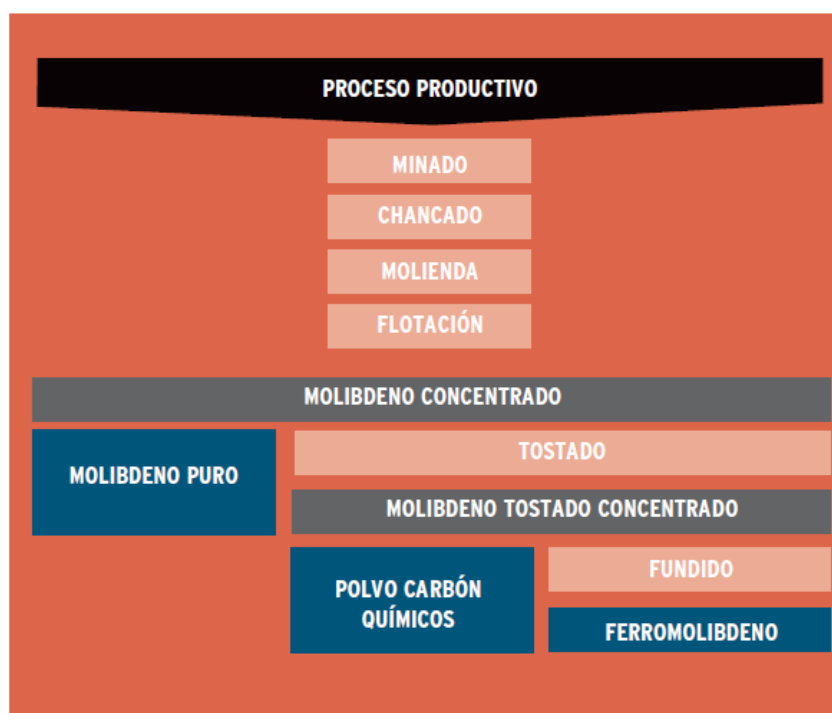 PROCESO PRODUCTIVO
MINADO
CHANCADO
MOLIENDA
FLOTACIÓN
MOLIBDENO CONCENTRADO
MOLIBDENO PURO
TOSTADO
MOLIBDENO TOSTADO CONCENTRADO
POLVO CARBÓN
QUÍMICOS
FUNDIDO
FERROMOLIBDENO